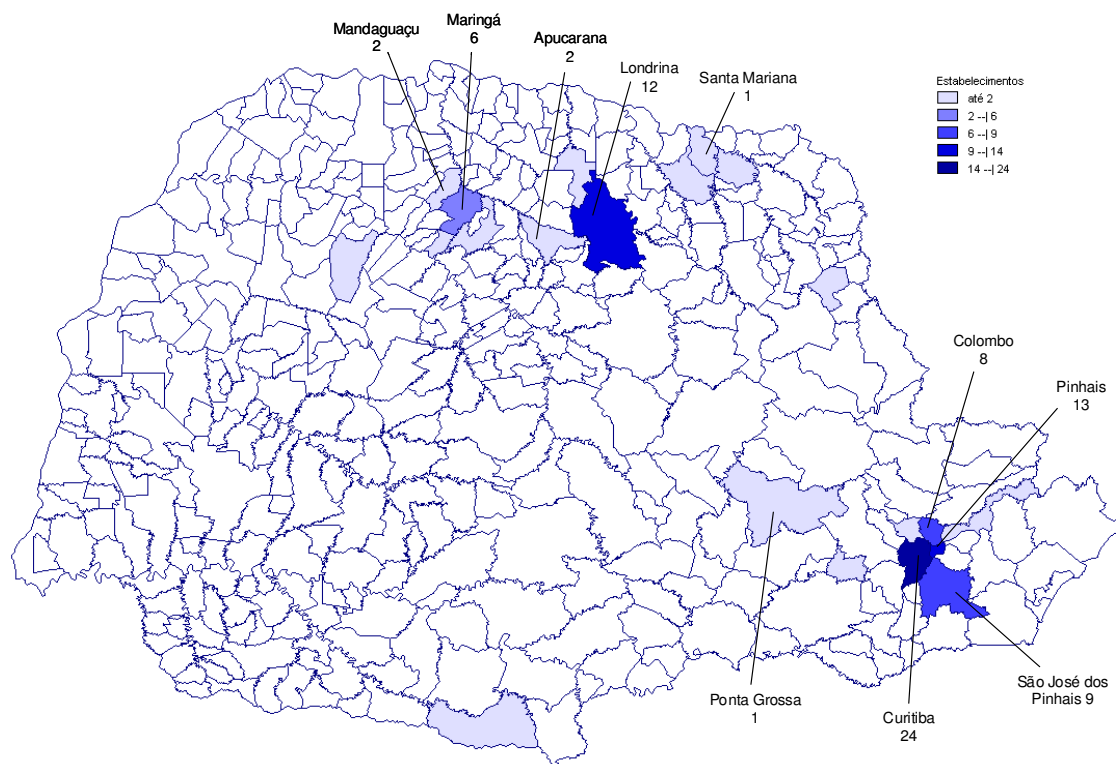 Maringá
6
Mandaguaçu
2
Apucarana
2
Londrina
12
Santa Mariana
1
Estabelecimentos
até 2
2 --| 6
6 --| 9
9 --| 14
14 --| 24
Colombo
8
Pinhais
13
Ponta Grossa
1
São José dos
Pinhais 9
Curitiba
24